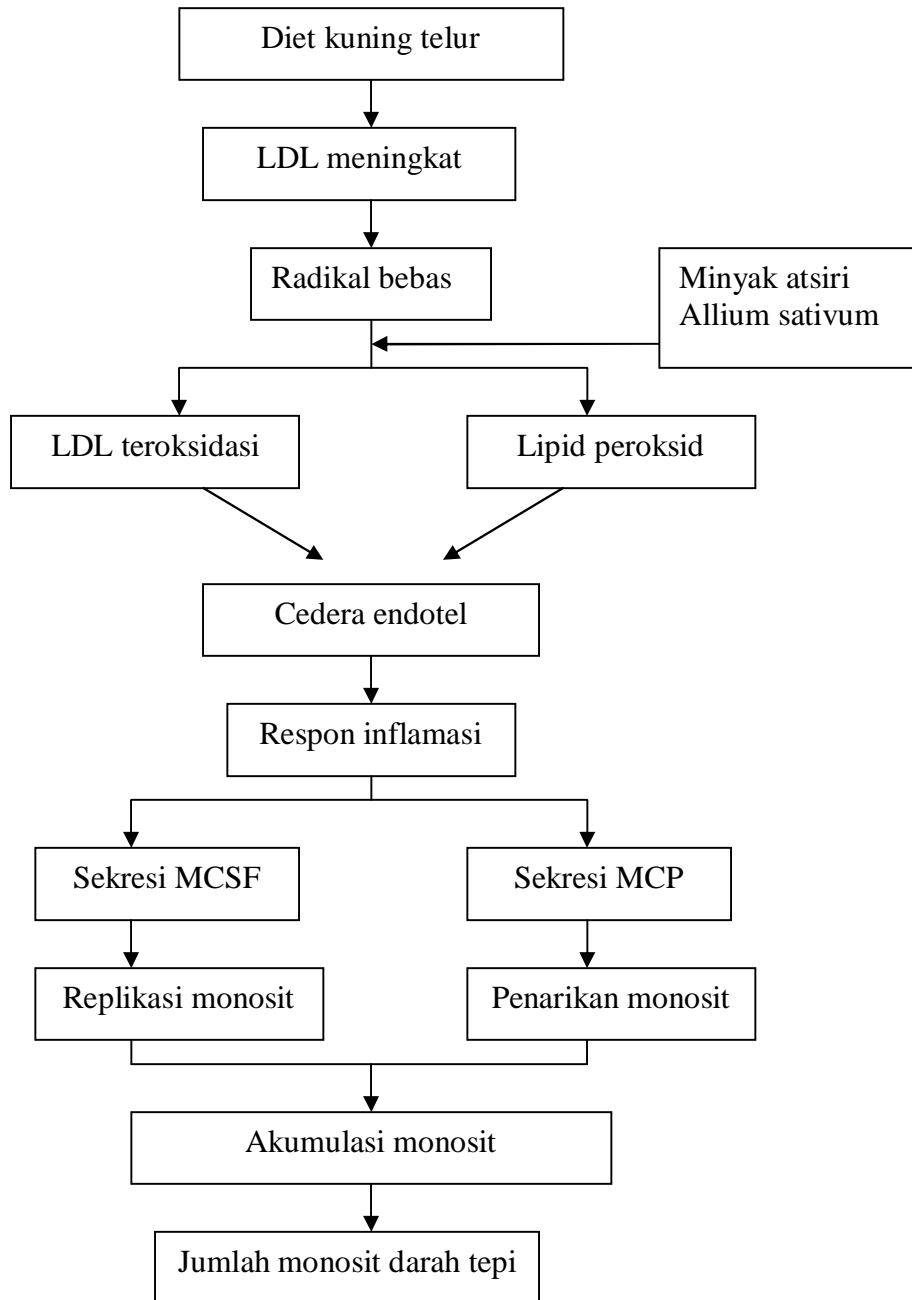 Diet kuning telur
LDL meningkat
Radikal bebas
Minyak atsiri
Allium sativum
LDL teroksidasi
Lipid peroksid
Cedera endotel
Respon inflamasi
Sekresi MCSF
Sekresi MCP
Replikasi monosit
Penarikan monosit
Akumulasi monosit
Jumlah monosit darah tepi